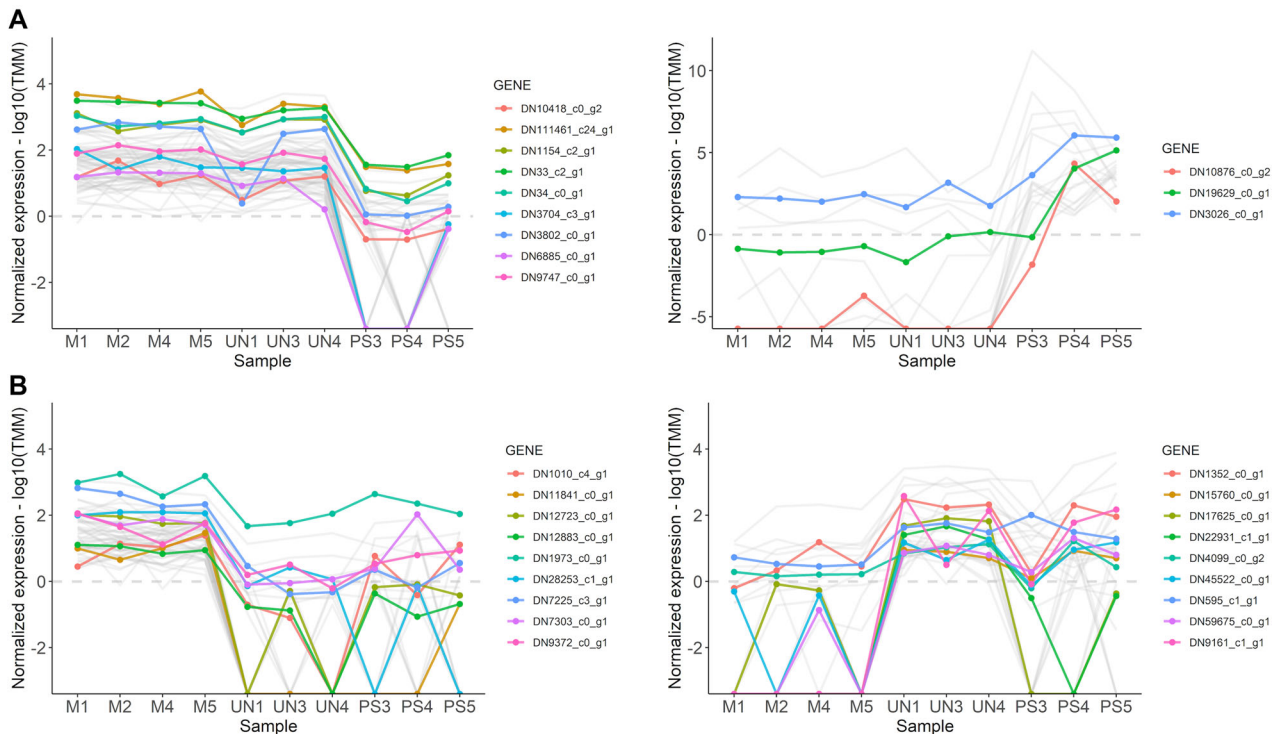 A
Normalized expression - log10(TMM)
4
2
0
-2
M1 M2 M4 M5 UN1 UN3 UN4 PS3 PS4 PS5
Sample
GENE
DN10418_c0_g2
DN111461_c24_g1
DN1154_c2_g1
DN33_c2_g1
DN34_c0_g1
DN3704_c3_g1
DN3802_c0_g1
DN6885_c0_g1
DN9747_c0_g1
Normalized expression - log10(TMM)
10
5
0
-5
M1 M2 M4 M5 UN1 UN3 UN4 PS3 PS4 PS5
Sample
GENE
DN10876_c0_g2
DN19629_c0_g1
DN3026_c0_g1
B
Normalized expression - log10(TMM)
4
2
0
-2
M1 M2 M4 M5 UN1 UN3 UN4 PS3 PS4 PS5
Sample
GENE
DN1010_c4_g1
DN11841_c0_g1
DN12723_c0_g1
DN12883_c0_g1
DN1973_c0_g1
DN28253_c1_g1
DN7225_c3_g1
DN7303_c0_g1
DN9372_c0_g1
Normalized expression - log10(TMM)
4
2
0
-2
M1 M2 M4 M5 UN1 UN3 UN4 PS3 PS4 PS5
Sample
GENE
DN1352_c0_g1
DN15760_c0_g1
DN17625_c0_g1
DN22931_c1_g1
DN4099_c0_g2
DN45522_c0_g1
DN595_c1_g1
DN59675_c0_g1
DN9161_c1_g1